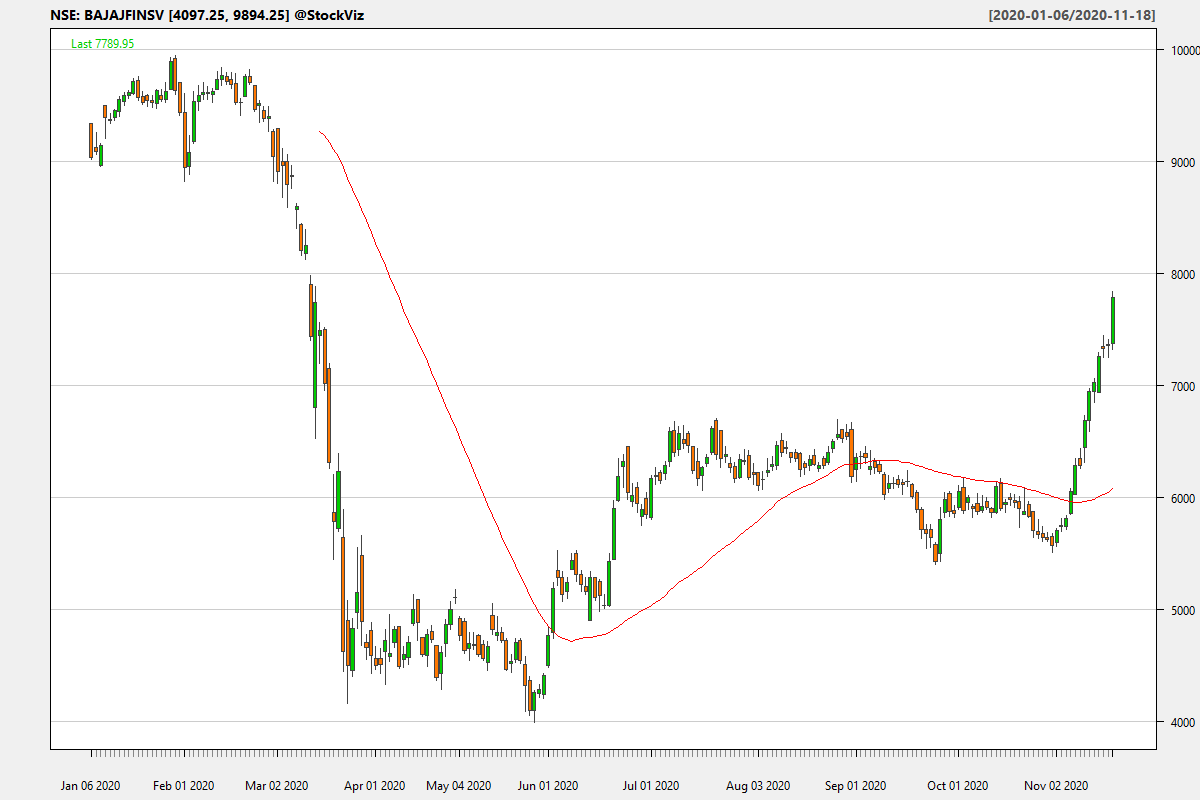 NSE: BAJAJFINSV [4097.25, 9894.25] @StockViz
[2020-01-06/2020-11-18]
Last 7789.95
10000
9000
8000
7000
6000
5000
4000
Jan 06 2020 Feb 01 2020 Mar 02 2020 Apr 01 2020 May 04 2020 Jun 01 2020 Jul 01 2020 Aug 03 2020 Sep 01 2020 Oct 01 2020 Nov 02 2020